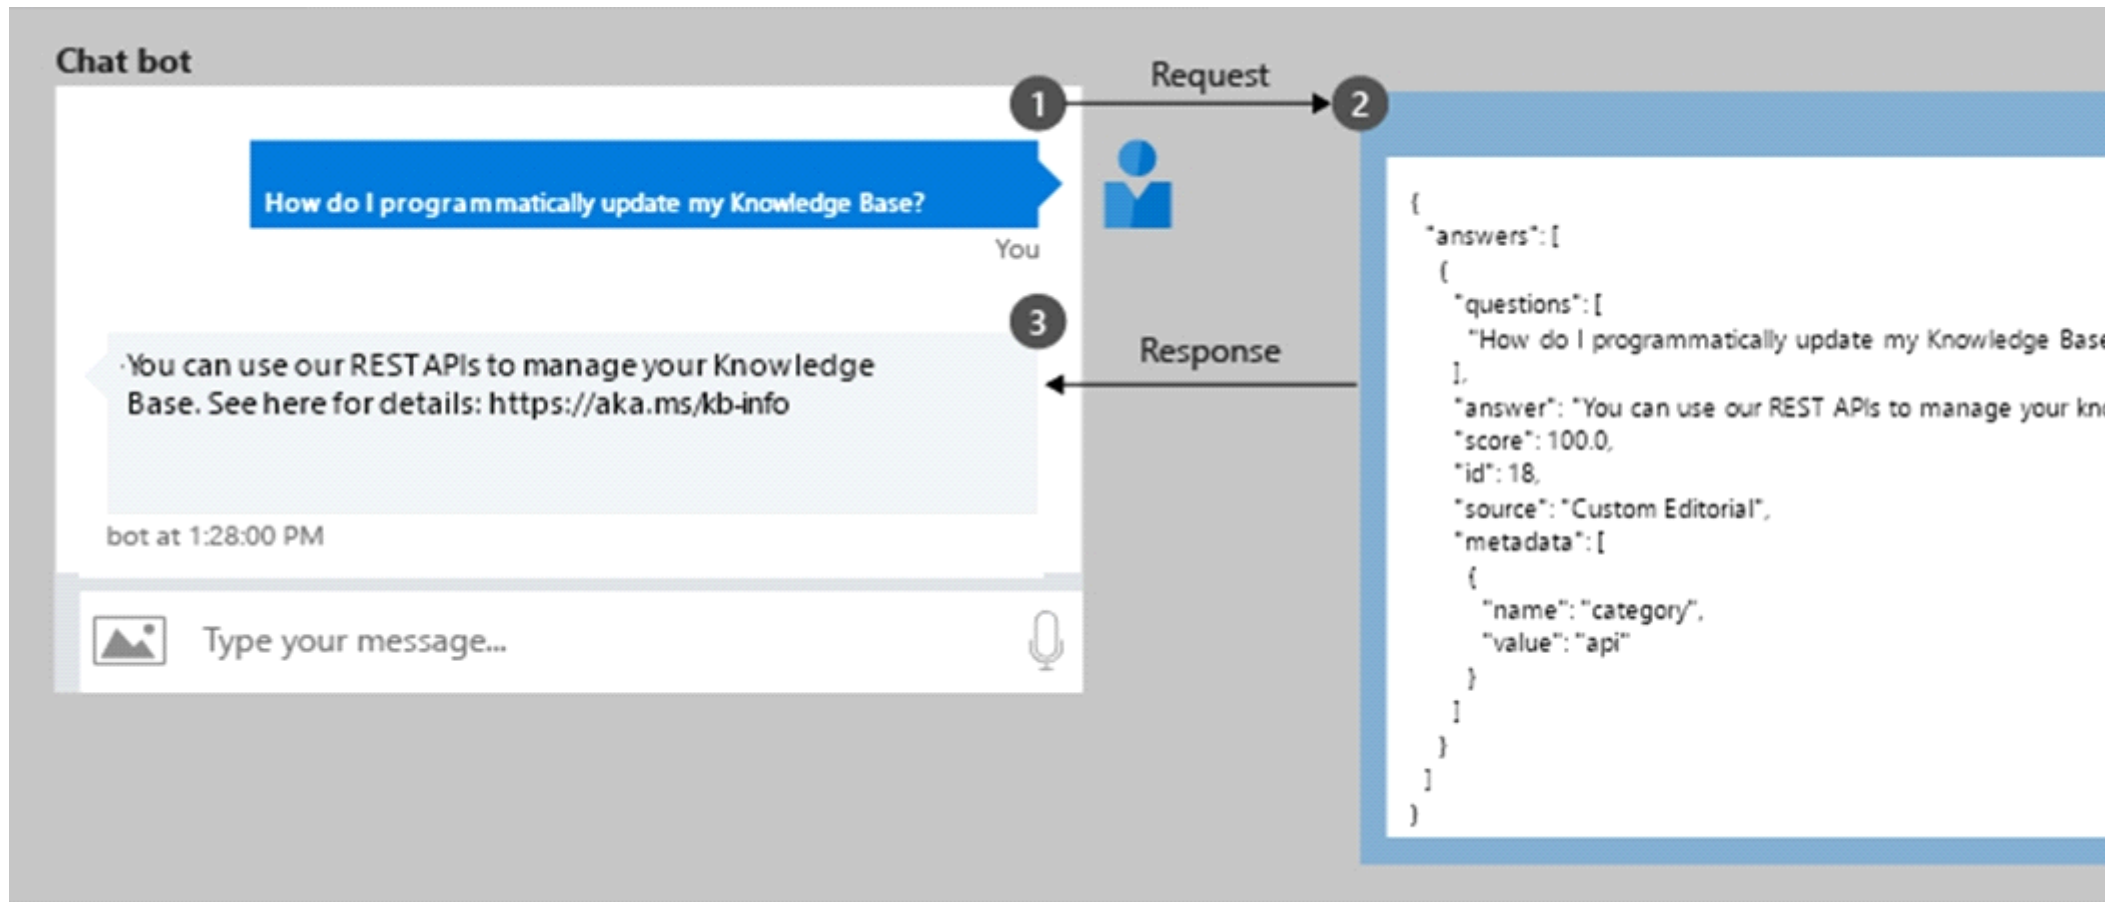 Chat bot
1
Request
2
How do I programmatically update my Knowledge Base?
You
3
Response
You can use our REST APIs to manage your Knowledge
Base. See here for details: https://aka.ms/kb-info
bot at 1:28:00 PM
Type your message...
{
"answers": [
{
"questions": [
"How do I programmatically update my Knowledge Base
],
"answer": "You can use our REST APIs to manage your
"score": 100.0,
"id": 18,
"source": "Custom Editorial",
"metadata": [
{
"name": "category",
"value": "api"
}
]
}
]
}